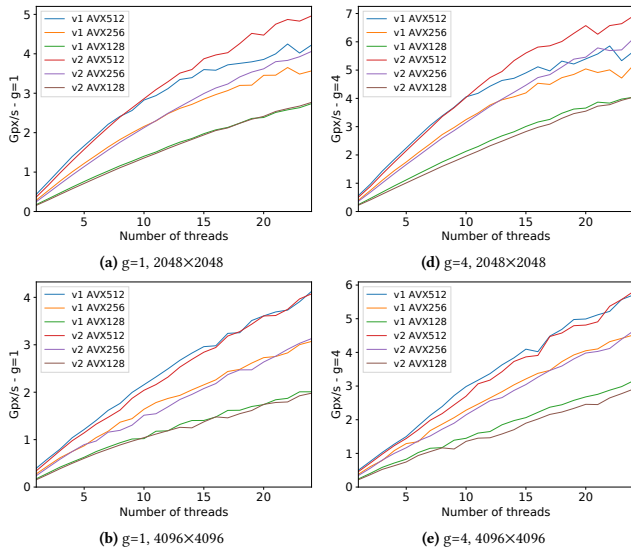 5
4
3
2
1
0
Gpx/s - g=1
v1 AVX512
v1 AVX256
v1 AVX128
v2 AVX512
v2 AVX256
v2 AVX128
5 10 15 20
Number of threads
(a) g=1, 2048×2048
7
6
5
4
3
2
1
0
Gpx/s - g=4
v1 AVX512
v1 AVX256
v1 AVX128
v2 AVX512
v2 AVX256
v2 AVX128
5 10 15 20
Number of threads
(d) g=4, 2048×2048
4
3
2
1
0
Gpx/s - g=1
v1 AVX512
v1 AVX256
v1 AVX128
v2 AVX512
v2 AVX256
v2 AVX128
5 10 15 20
Number of threads
(b) g=1, 4096×4096
6
5
4
3
2
1
0
Gpx/s - g=4
v1 AVX512
v1 AVX256
v1 AVX128
v2 AVX512
v2 AVX256
v2 AVX128
5 10 15 20
Number of threads
(e) g=4, 4096×4096